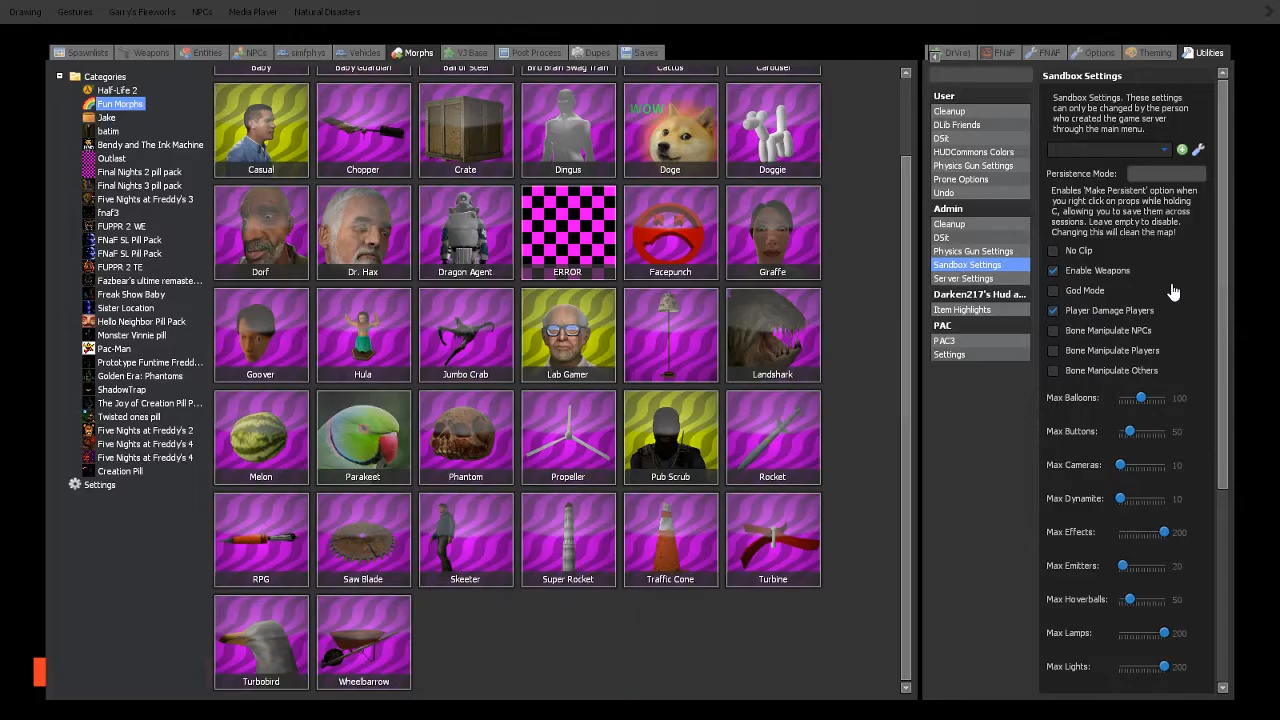 Drawing Gestures Garry's Fireworks NPCs Media Player Natural Disasters
Spawnlists Weapons Entities NPCs simfphys Vehicles Morphs VJ Base Post Process Dupes Saves
DrVrej FNaF FNAF Options Theming Utilities
Categories
Half-Life 2
Fun Morphs
Jake
batim
Bendy and The Ink Machine
Outlast
Final Nights 2 pill pack
Final Nights 3 pill pack
Five Nights at Freddy's 3
fnaf3
FUPPR 2 WE
FNaF SL Pill Pack
FNaF SL Pill Pack
FUPPR 2 TE
Fazbear's ultime remaste...
Freak Show Baby
Sister Location
Hello Neighbor Pill Pack
Monster Vinnie pill
Pac-Man
Prototype Funtime Fredd...
Golden Era: Phantoms
ShadowTrap
The Joy of Creation Pill P...
Twisted ones pill
Five Nights at Freddy's 2
Five Nights at Freddy's 4
Five Nights at Freddy's 4
Creation Pill
Settings
Baby Baby Guardian Ball of Steel Cactus Carousel
WOW
Casual Chopper Crate Dingus Doge Doggie
Dorf Dr. Hax Dragon Agent ERROR Facepunch Giraffe
Goover Hula Jumbo Crab Lab Gamer Landshark
Melon Parakeet Phantom Propeller Pub Scrub Rocket
RPG Saw Blade Skeeter Super Rocket Traffic Cone Turbine
Turbobird Wheelbarrow
User
Cleanup
DLib Friends
DSit
HUDCommons Colors
Physics Gun Settings
Prone Options
Undo
Admin
Cleanup
DSit
Physics Gun Settings
Sandbox Settings
Server Settings
Darken217's Hud a...
Item Highlights
PAC
PAC3
Settings
Sandbox Settings
Sandbox Settings. These settings
can only be changed by the person
who created the game server
through the main menu.
Persistence Mode:
Enables 'Make Persistent' option when
you right click on props while holding
C, allowing you to save them across
sessions. Leave empty to disable.
Changing this will clean the map!
No Clip
Enable Weapons
God Mode
Player Damage Players
Bone Manipulate NPCs
Bone Manipulate Players
Bone Manipulate Others
Max Balloons: 100
Max Buttons: 50
Max Cameras: 10
Max Dynamite: 10
Max Effects: 200
Max Emitters: 20
Max Hoverballs: 50
Max Lamps: 200
Max Lights: 200